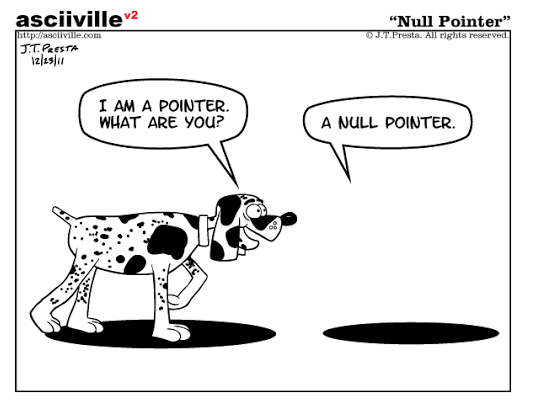 asciiville v2
"Null Pointer"
http://asciiville.com
© J.T.Presta. All rights reserved.
J.T. PRESTA
12/23/11
I AM A POINTER.
WHAT ARE YOU?
A NULL POINTER.